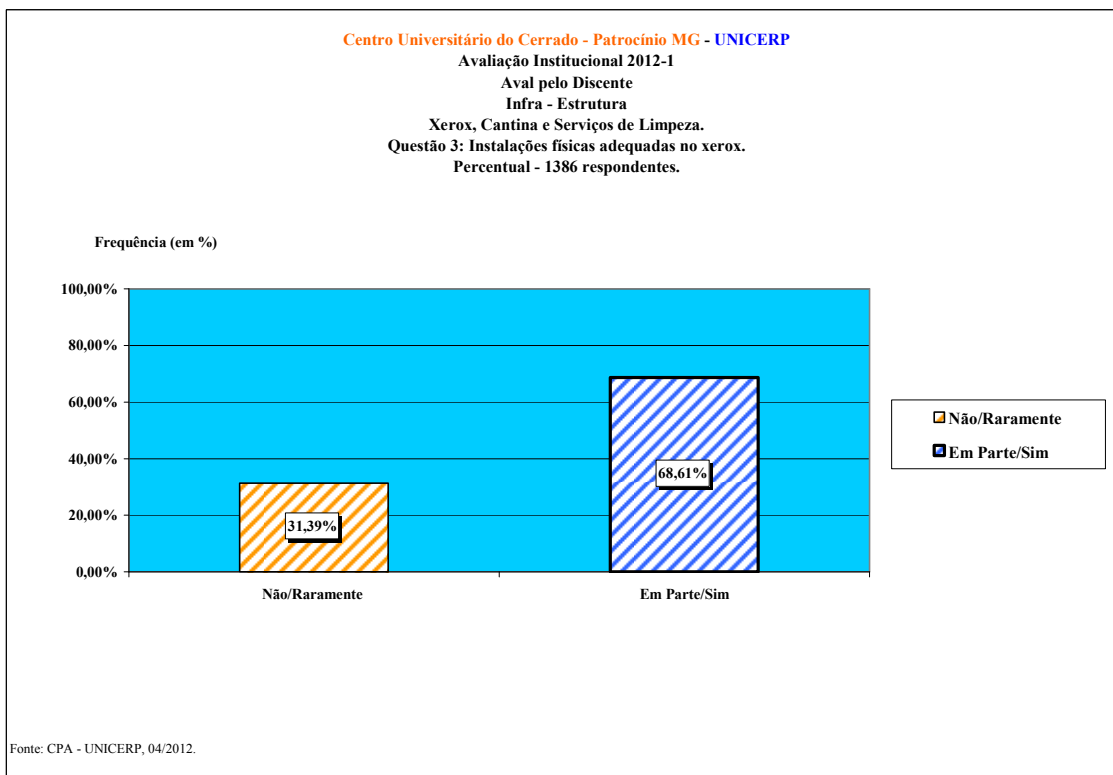 Centro Universitário do Cerrado - Patrocínio MG - UNICERP
Avaliação Institucional 2012-1
Aval pelo Discente
Infra - Estrutura
Xerox, Cantina e Serviços de Limpeza.
Questão 3: Instalações físicas adequadas no xerox.
Percentual - 1386 respondentes.
Frequência (em %)
100,00%
80,00%
60,00%
40,00%
20,00%
0,00%
31,39%
68,61%
Não/Raramente
Em Parte/Sim
Não/Raramente
Em Parte/Sim
Fonte: CPA - UNICERP, 04/2012.